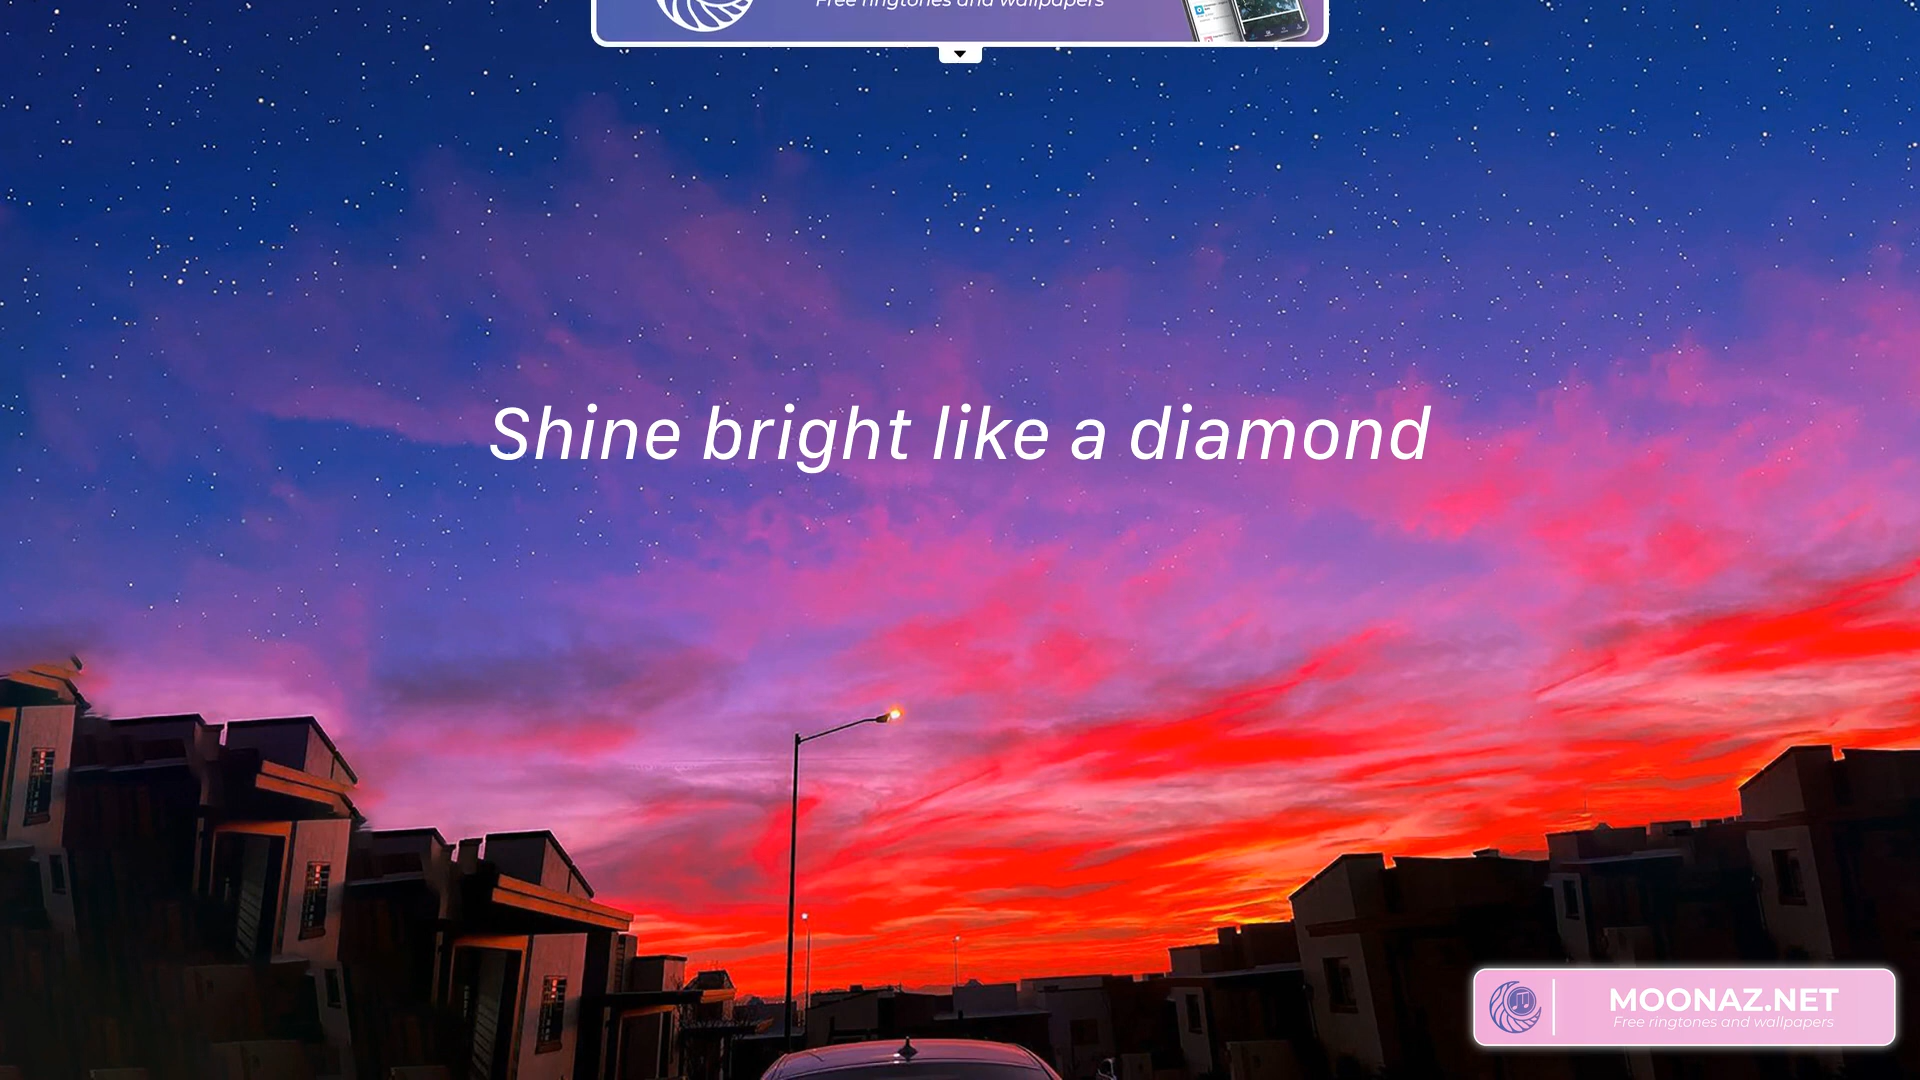 Free ringtones and wallpapers
Shine bright like a diamond
MOONAZ.NET
Free ringtones and wallpapers